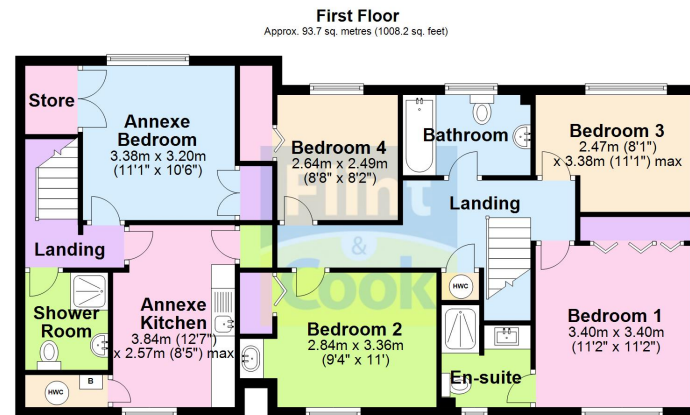 First Floor
Approx. 93.7 sq. metres (1008.2 sq. feet)
Store
Annexe
Bedroom
3.38m x 3.20m
(11'1" x 10'6")
Bedroom 4
2.64m x 2.49m
(8'8" x 8'2")
Bathroom
Bedroom 3
2.47m (8'1")
x 3.38m (11'1") max
Landing
Landing
Flint
&
Cook
Shower
Room
Annexe
Kitchen
3.84m (12'7")
x 2.57m (8'5") max
HWC
B
Bedroom 2
2.84m x 3.36m
(9'4" x 11')
HWC
En-suite
Bedroom 1
3.40m x 3.40m
(11'2" x 11'2")